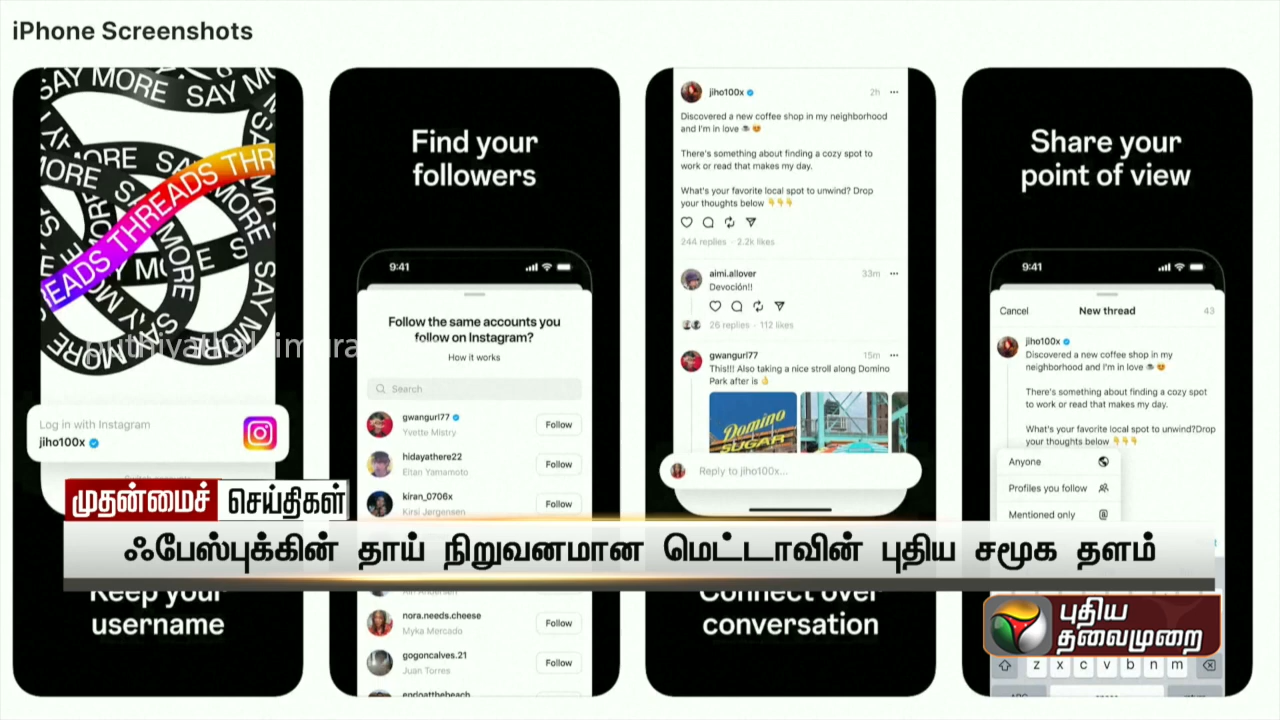 iPhone Screenshots
SAY MORE SAY MORE
THREADS THREADS THR
SAY MORE
Log in with Instagram
jiho100x
Keep your
username
Find your
followers
9:41
Follow the same accounts you
follow on Instagram?
How it works
Search
gwangurl77
Yvette Mistry
Follow
hidayathere22
Eitan Yamamoto
Follow
kiran_0706x
Kirsi Jørgensen
Follow
nora.needs.cheese
Myka Mercado
Follow
gogoncalves.21
Juan Torres
Follow
endoatthebeach
jiho100x 2h
Discovered a new coffee shop in my neighborhood
and I'm in love ☕😍
There's something about finding a cozy spot to
work or read that makes my day.
What's your favorite local spot to unwind? Drop
your thoughts below 👇👇👇
244 replies · 2.2k likes
aimi.allover 33m
Devoción!!
26 replies · 112 likes
gwangurl77 15m
This!!! Also taking a nice stroll along Domino
Park after is 👌
Domino
SUGAR
Reply to jiho100x...
Connect over
conversation
Share your
point of view
9:41
Cancel New thread 43
jiho100x
Discovered a new coffee shop in my
neighborhood and I'm in love ☕😍
There's something about finding a cozy spot
to work or read that makes my day.
What's your favorite local spot to unwind?Drop
your thoughts below 👇👇👇
Anyone
Profiles you follow
Mentioned only
z x c v b n m
முதன்மைச் செய்திகள்
ஃபேஸ்புக்கின் தாய் நிறுவனமான மெட்டாவின் புதிய சமூக தளம்
புதிய
தலைமுறை